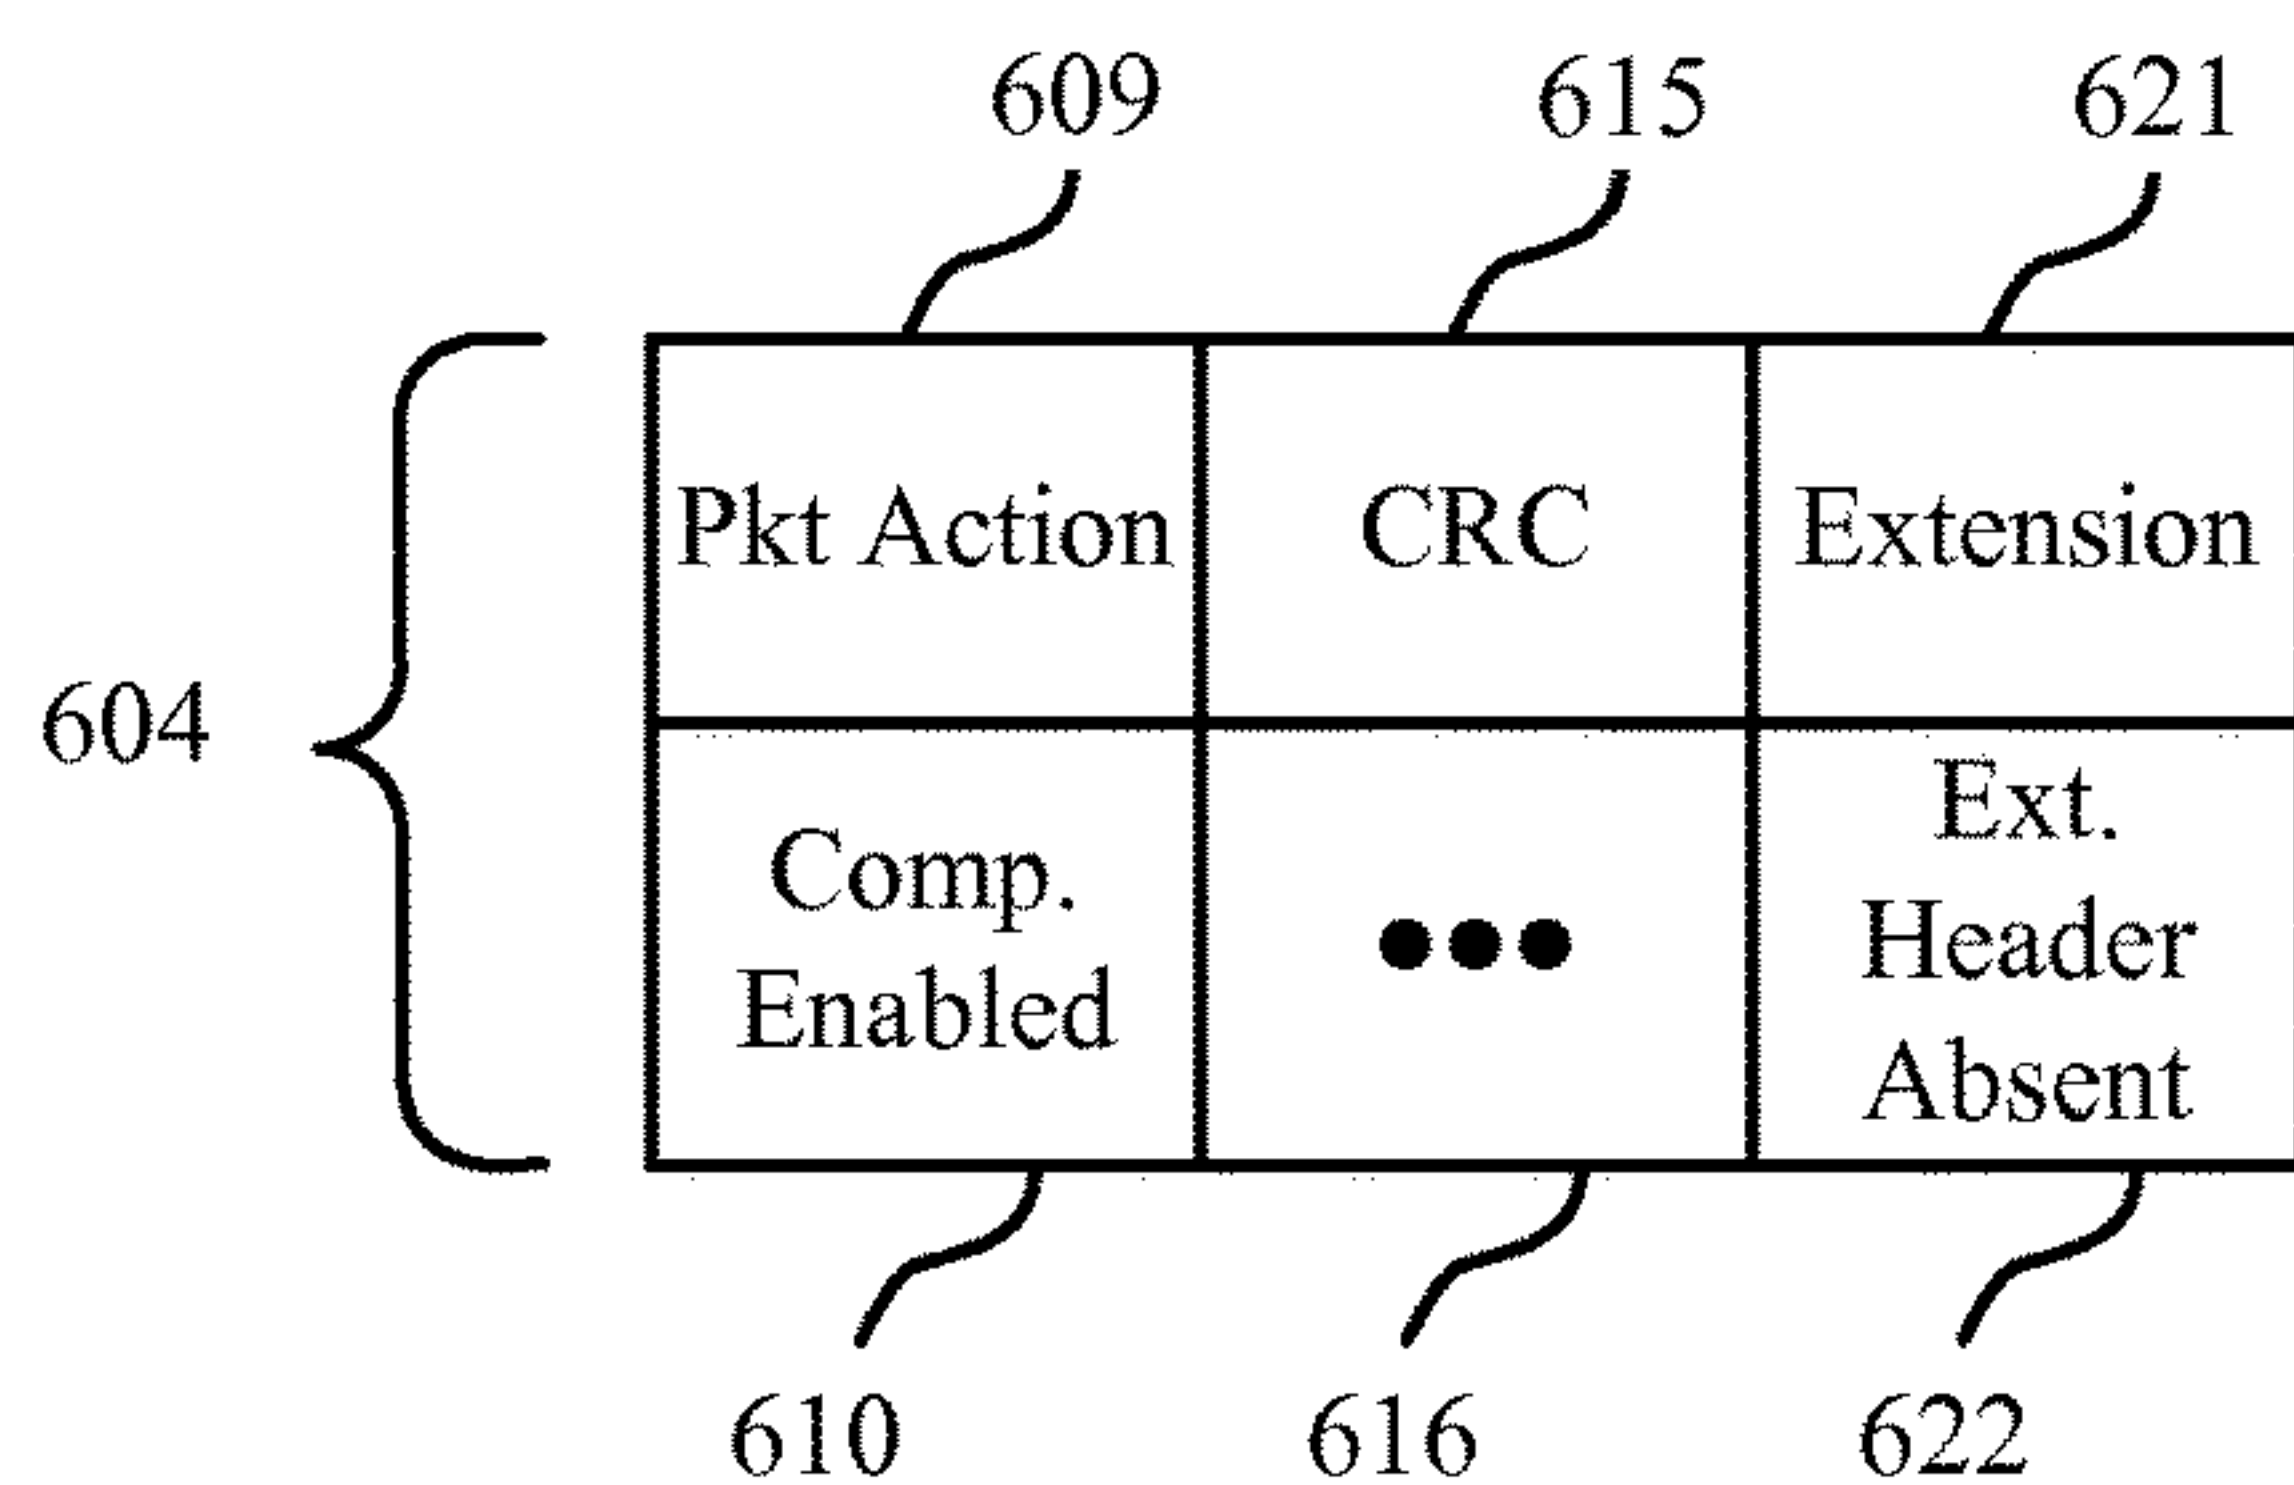 609 615 621
Pkt Action CRC Extension
604
Comp.
Enabled
•••
Ext.
Header
Absent
610 616 622